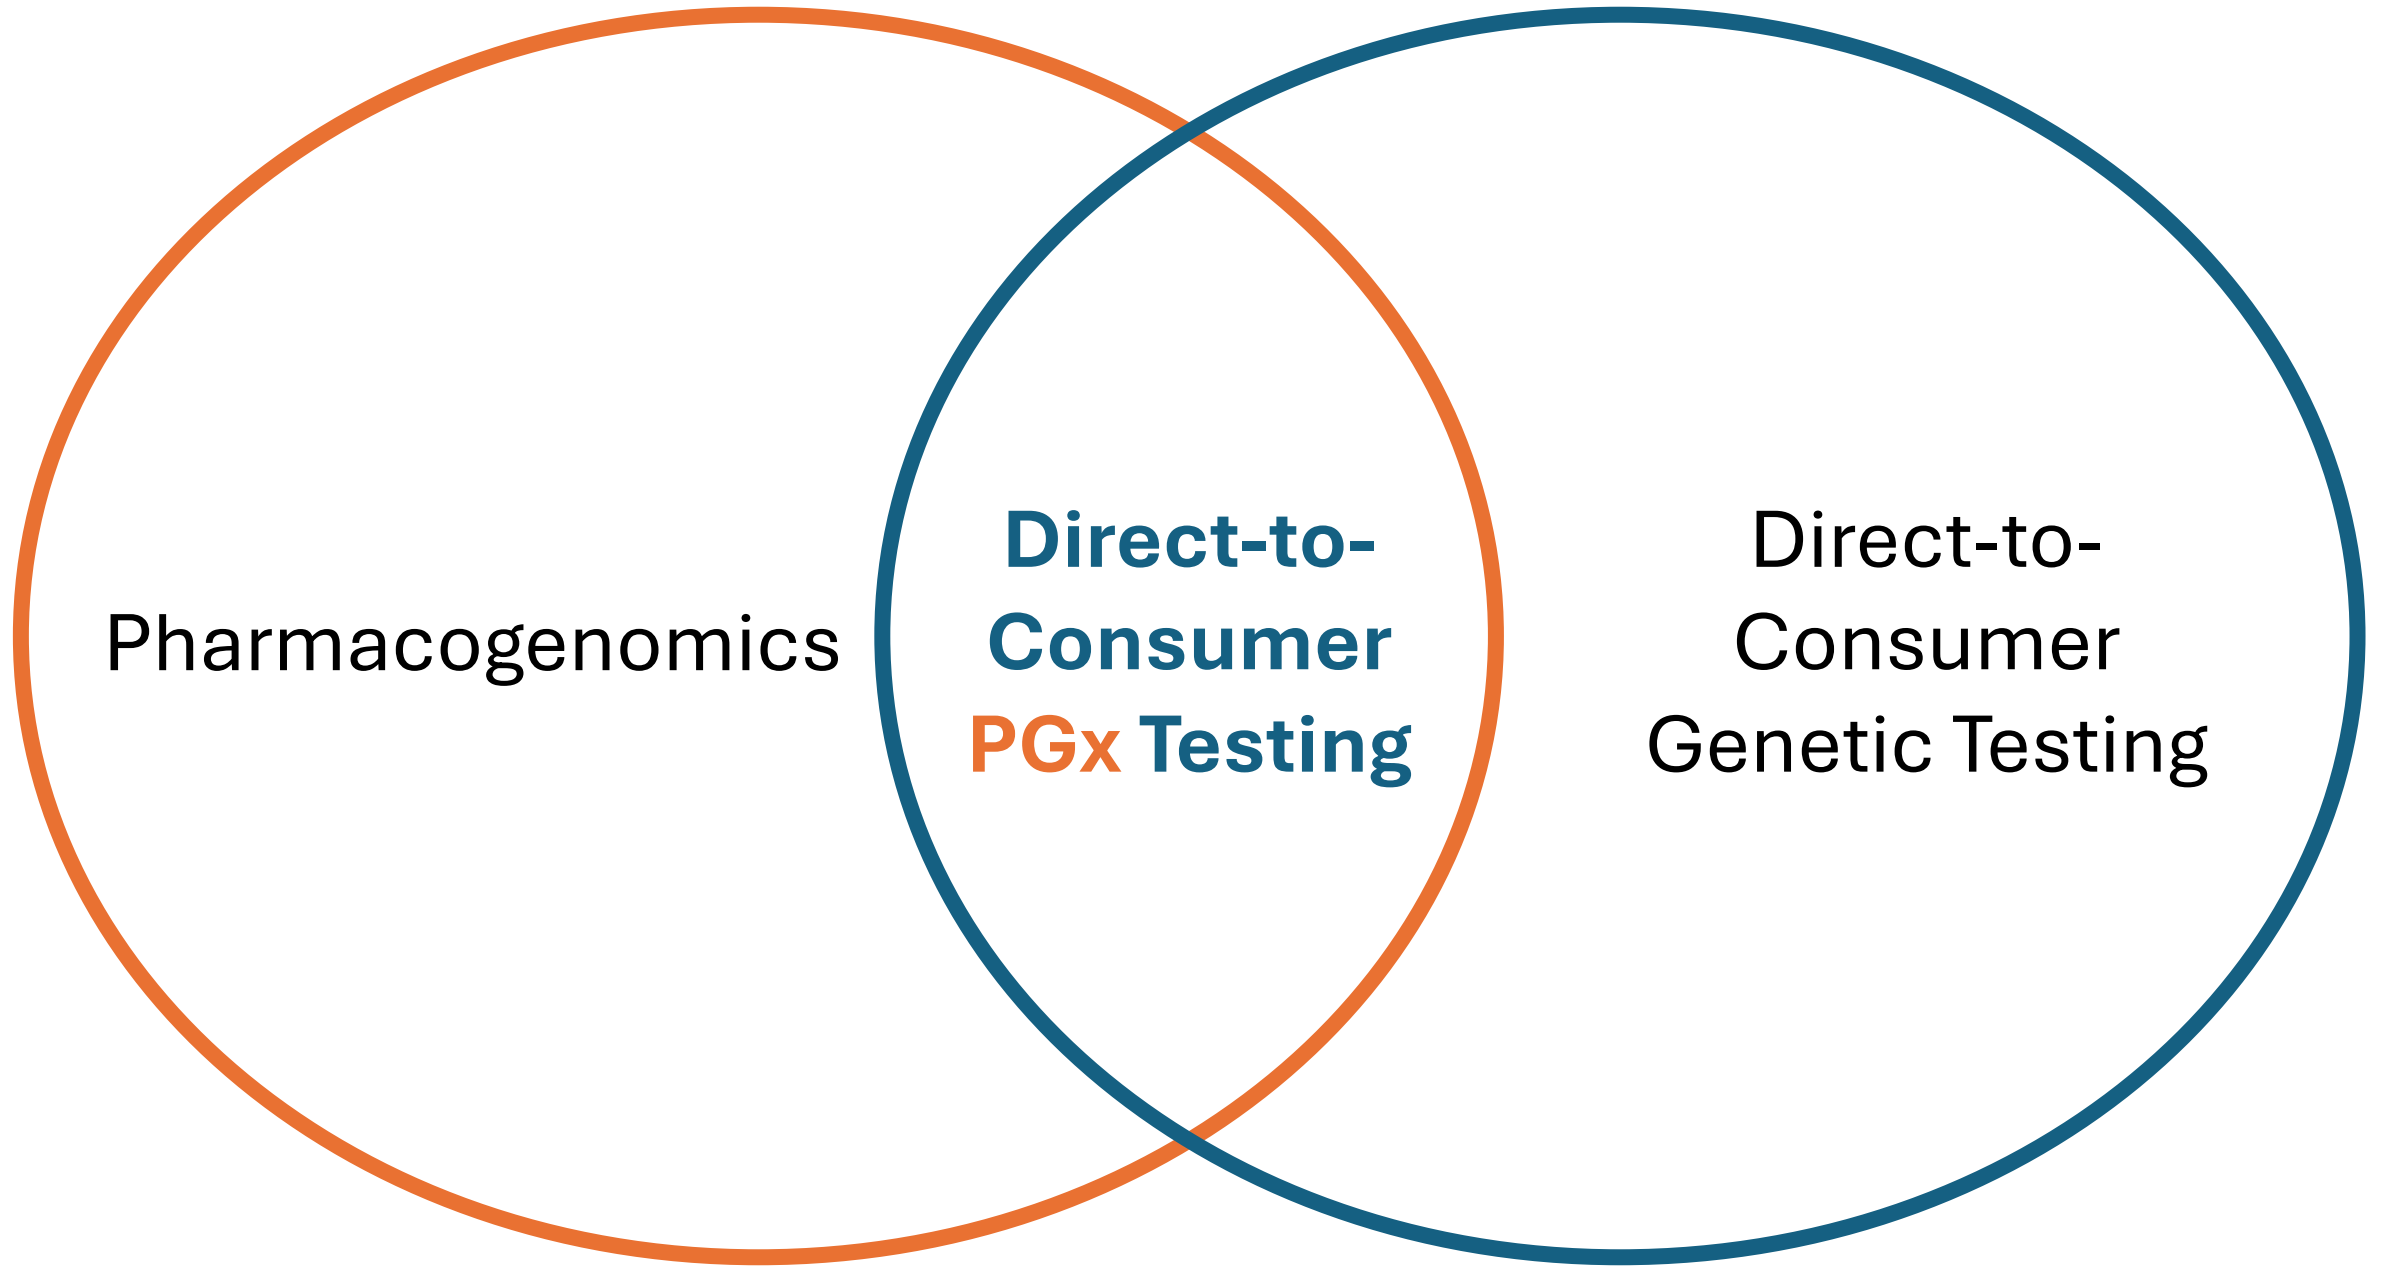 Pharmacogenomics
Direct-to-
Consumer
PGx Testing
Direct-to-
Consumer
Genetic Testing